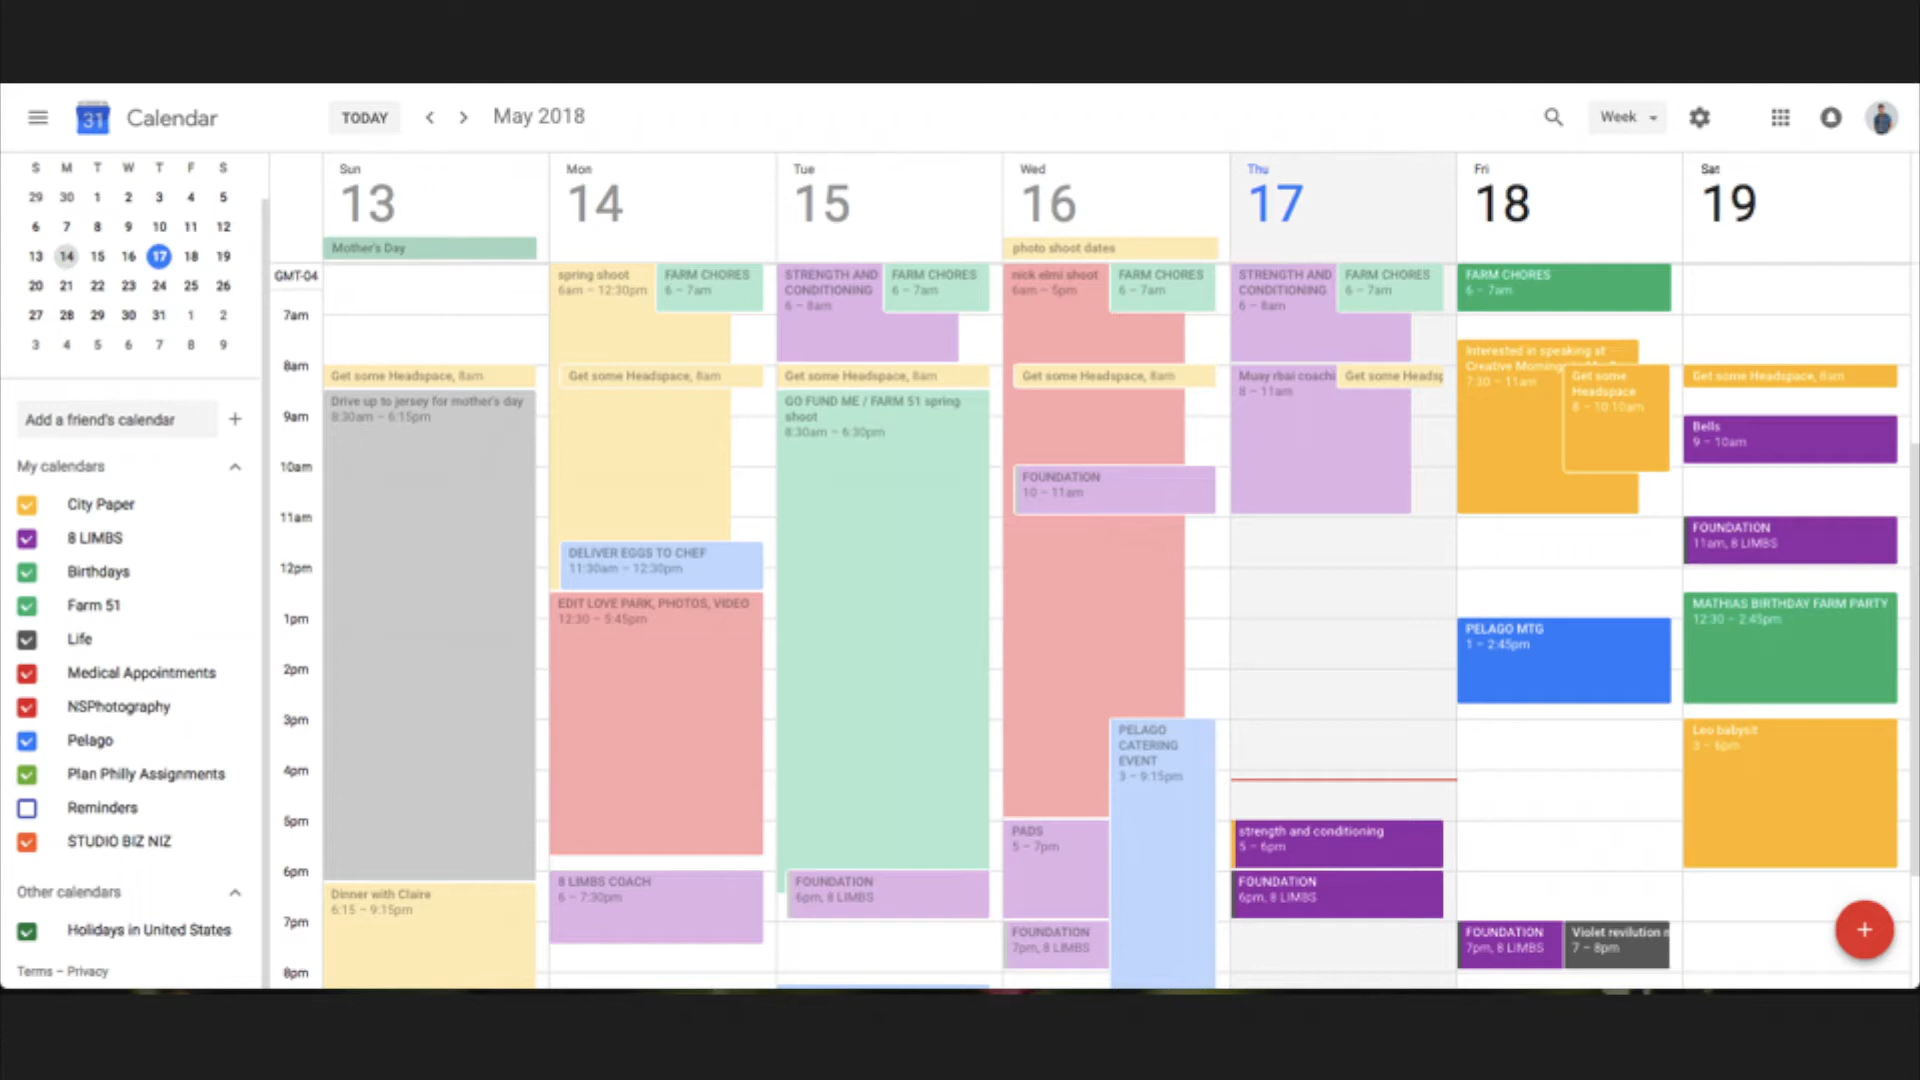 31 Calendar TODAY May 2018 Week
S M T W T F S
29 30 1 2 3 4 5
6 7 8 9 10 11 12
13 14 15 16 17 18 19
20 21 22 23 24 25 26
27 28 29 30 31 1 2
3 4 5 6 7 8 9
Add a friend's calendar +
My calendars
City Paper
8 LIMBS
Birthdays
Farm 51
Life
Medical Appointments
NSPhotography
Pelago
Plan Philly Assignments
Reminders
STUDIO BIZ NIZ
Other calendars
Holidays in United States
Terms – Privacy
GMT-04
7am
8am
9am
10am
11am
12pm
1pm
2pm
3pm
4pm
5pm
6pm
7pm
8pm
Sun
13
Mother's Day
Get some Headspace, 8am
Drive up to jersey for mother's day
8:30am – 6:15pm
Dinner with Claire
6:15 – 9:15pm
Mon
14
spring shoot
6am – 12:30pm
FARM CHORES
6 – 7am
Get some Headspace, 8am
DELIVER EGGS TO CHEF
11:30am – 12:30pm
EDIT LOVE PARK, PHOTOS, VIDEO
12:30 – 5:45pm
8 LIMBS COACH
6 – 7:30pm
Tue
15
STRENGTH AND
CONDITIONING
6 – 8am
FARM CHORES
6 – 7am
Get some Headspace, 8am
GO FUND ME / FARM 51 spring
shoot
8:30am – 6:30pm
FOUNDATION
6pm, 8 LIMBS
Wed
16
photo shoot dates
nick elmi shoot
6am – 5pm
FARM CHORES
6 – 7am
Get some Headspace, 8am
FOUNDATION
10 – 11am
PELAGO
CATERING
EVENT
3 – 9:15pm
PADS
5 – 7pm
FOUNDATION
7pm, 8 LIMBS
Thu
17
STRENGTH AND
CONDITIONING
6 – 8am
FARM CHORES
6 – 7am
Muay thai coachi
8 – 11am
Get some Headsp
strength and conditioning
5 – 6pm
FOUNDATION
6pm, 8 LIMBS
Fri
18
FARM CHORES
6 – 7am
Interested in speaking at
Creative Morning
7:30 – 11am
Get some
Headspace
8 – 10:10am
PELAGO MTG
1 – 2:45pm
FOUNDATION
7pm, 8 LIMBS
Violet revilution
7 – 8pm
Sat
19
Get some Headspace, 8am
Bells
9 – 10am
FOUNDATION
11am, 8 LIMBS
MATHIAS BIRTHDAY FARM PARTY
12:30 – 2:45pm
Leo babysit
3 – 6pm
+